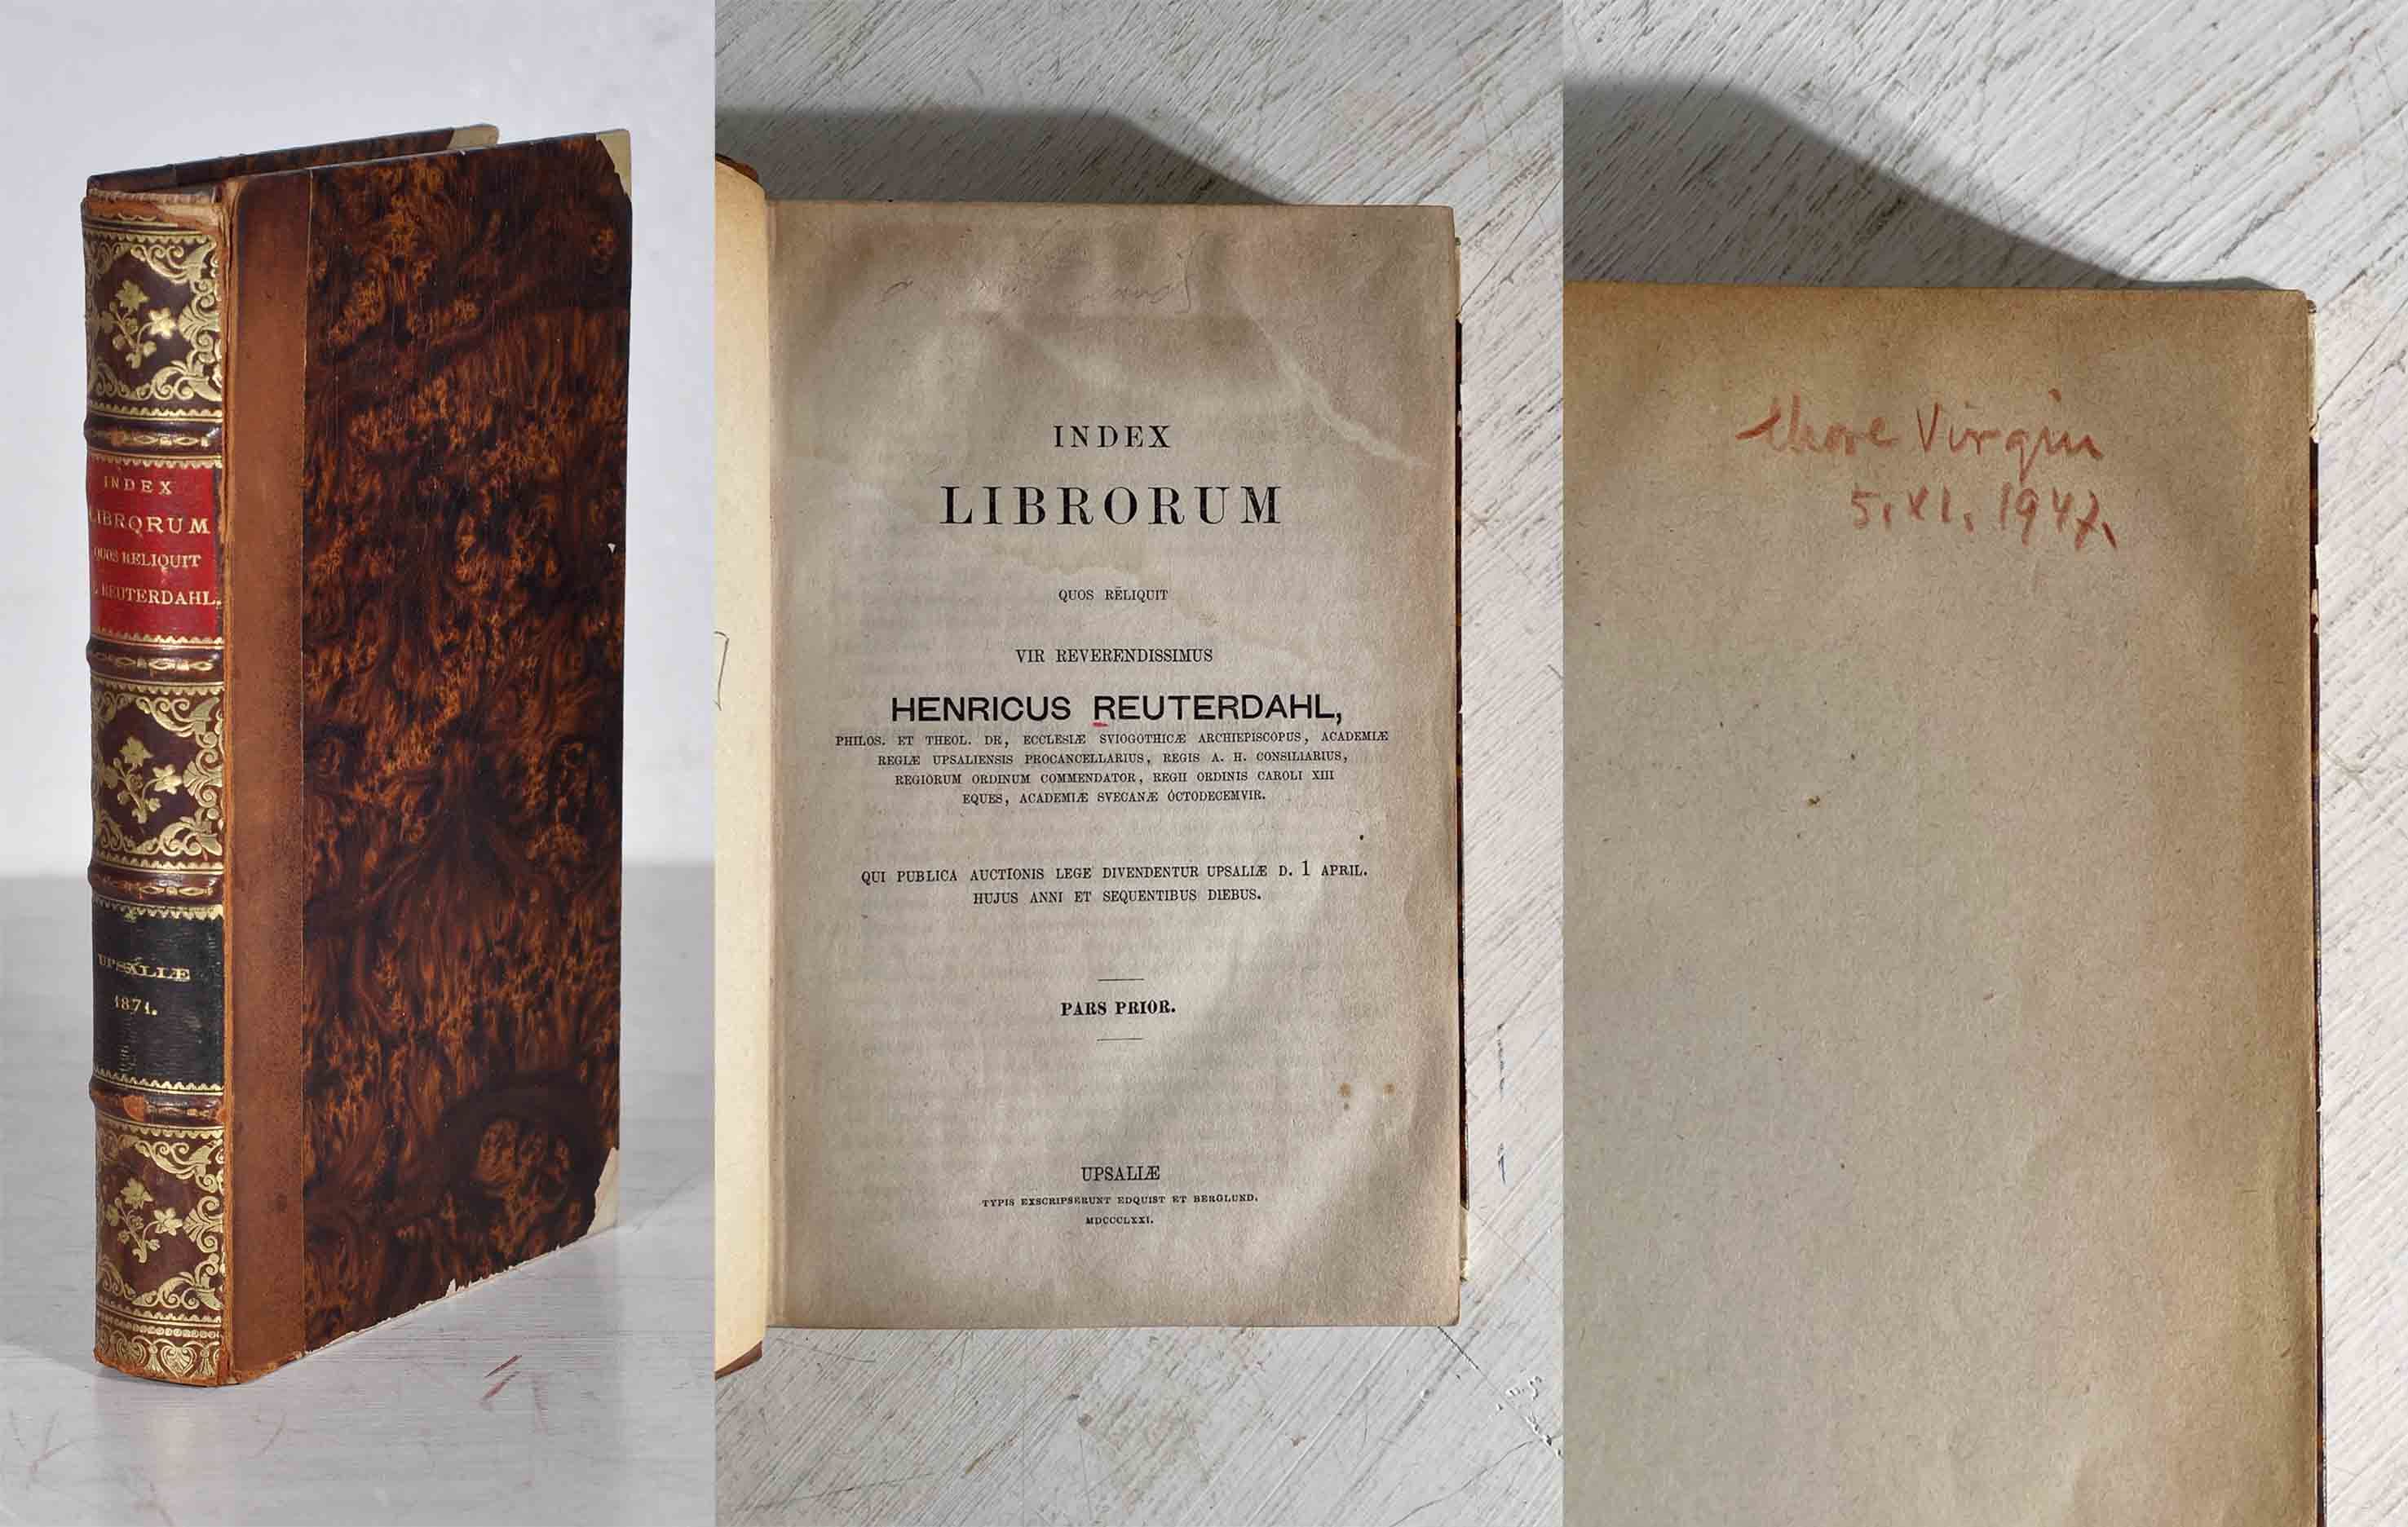 INDEX
LIBRORUM
QUOS RELIQUIT
REUTERDAHL.
UPSALIÆ
1871.
INDEX
LIBRORUM
QUOS RELIQUIT
VIR REVERENDISSIMUS
HENRICUS REUTERDAHL,
PHILOS. ET THEOL. DR, ECCLESIÆ SVIOGOTHICÆ ARCHIEPISCOPUS, ACADEMIÆ
REGIÆ UPSALIENSIS PROCANCELLARIUS, REGIS A. H. CONSILIARIUS,
REGIORUM ORDINUM COMMENDATOR, REGII ORDINIS CAROLI XIII
EQUES, ACADEMIÆ SVECANÆ OCTODECEMVIR.
QUI PUBLICA AUCTIONIS LEGE DIVENDENTUR UPSALIÆ D. 1 APRIL.
HUJUS ANNI ET SEQUENTIBUS DIEBUS.
PARS PRIOR.
UPSALIÆ
TYPIS EXSCRIPSERUNT EDQUIST ET BERGLUND.
MDCCCLXXI.
Virgin
5.XI.1947.